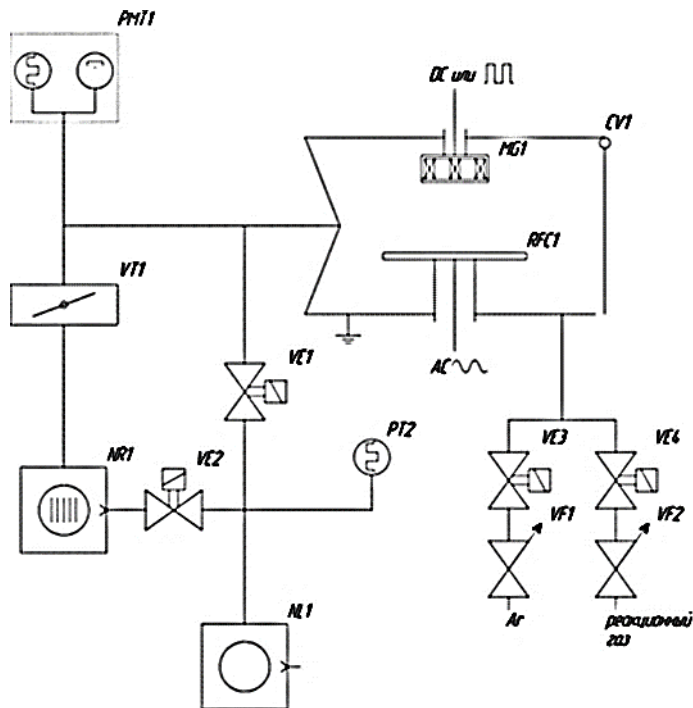 PMT1
DC или
MG1
CV1
RFC1
VT1
AC
VE1
PT2
VE2
NR1
VE3
VE4
VF1
VF2
NL1
Ar
реакционный
газ